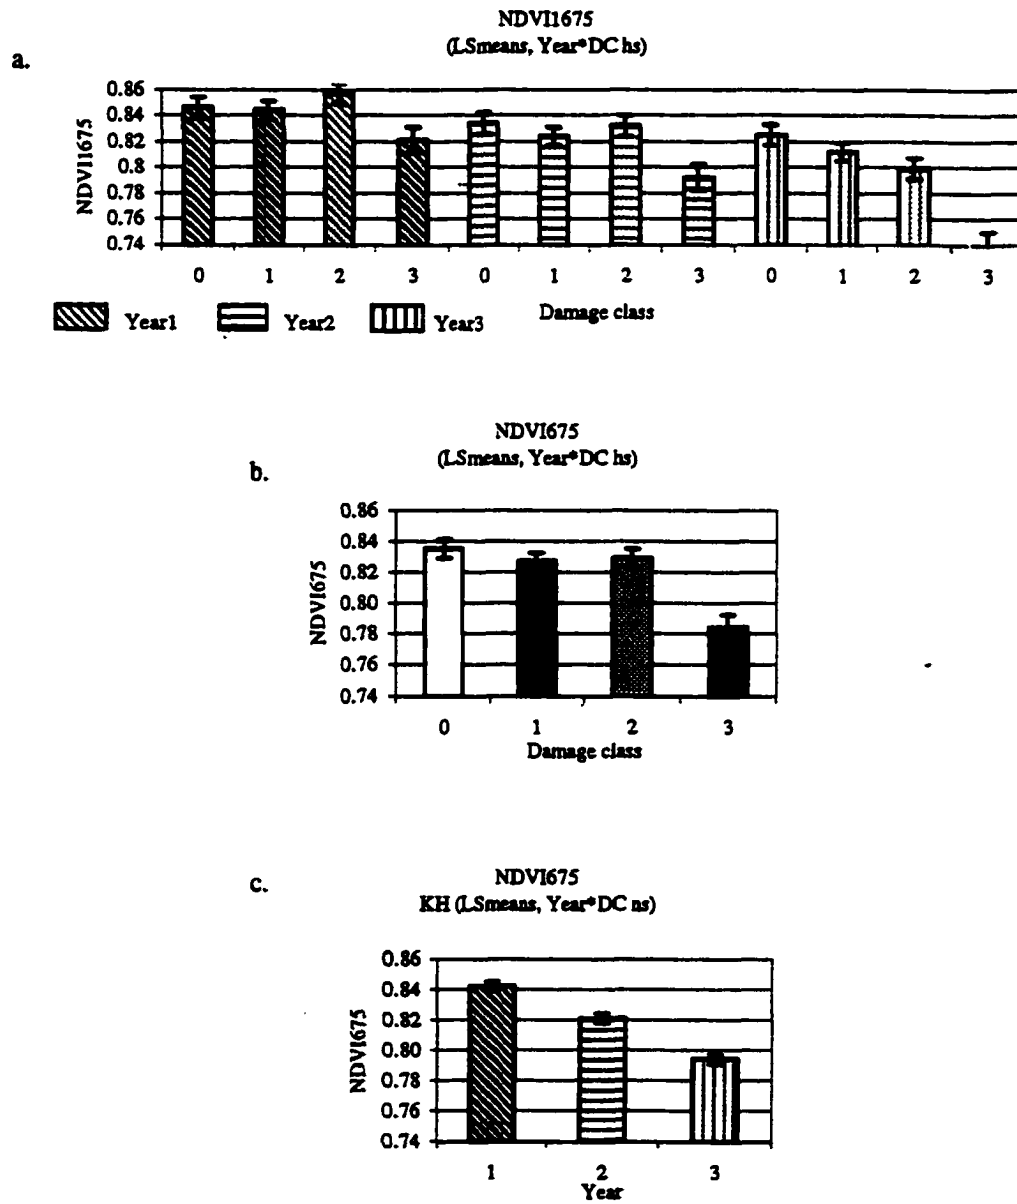 NDVI1675
(LSmeans, Year*DC hs)
a.
0.86
0.84
0.82
0.8
0.78
0.76
0.74
NDVI1675
0 1 2 3 0 1 2 3 0 1 2 3
Damage class
Year1 Year2 Year3
NDVI675
(LSmeans, Year*DC hs)
b.
0.86
0.84
0.82
0.80
0.78
0.76
0.74
NDVI675
0 1 2 3
Damage class
NDVI675
c.
KH (LSmeans, Year*DC ns)
0.86
0.84
0.82
0.80
0.78
0.76
0.74
NDVI675
1 2 3
Year